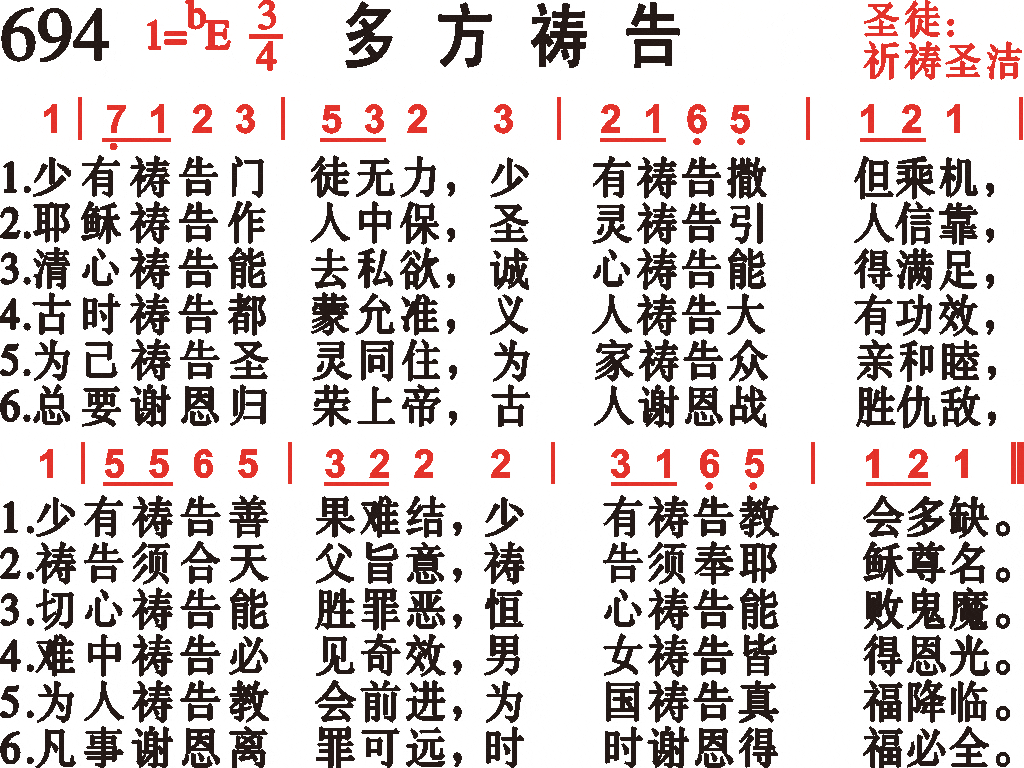 694 1=bE 3/4 多方祷告 圣徒：
祈祷圣洁
1 | 7 1 2 3 | 5 3 2 3 | 2 1 6 5 | 1 2 1 |
1.少有祷告门徒无力，少有祷告撒但乘机，
2.耶稣祷告作人中保，圣灵祷告引人信靠，
3.清心祷告能去私欲，诚心祷告能得满足，
4.古时祷告都蒙允准，义人祷告大有功效，
5.为己祷告圣灵同住，为家祷告众亲和睦，
6.总要谢恩归荣上帝，古人谢恩战胜仇敌，
1 | 5 5 6 5 | 3 2 2 2 | 3 1 6 5 | 1 2 1 ‖
1.少有祷告善果难结，少有祷告教会多缺。
2.祷告须合天父旨意，祷告须奉耶稣尊名。
3.切心祷告能胜罪恶，恒心祷告能败鬼魔。
4.难中祷告必见奇效，男女祷告皆得恩光。
5.为人祷告教会前进，为国祷告真福降临。
6.凡事谢恩离罪可远，时时谢恩得福必全。